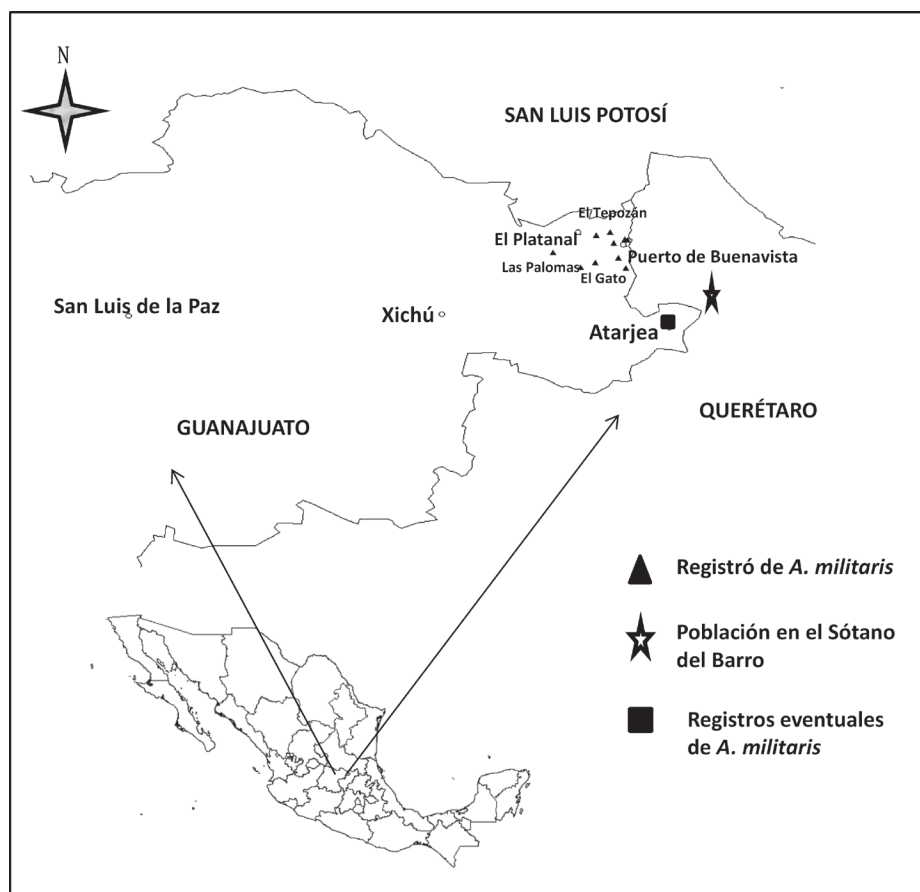 N
SAN LUIS POTOSÍ
El Tepozán
El Platanal
Puerto de Buenavista
Las Palomas
El Gato
San Luis de la Paz
Xichú
Atarjea
QUERÉTARO
GUANAJUATO
Registró de A. militaris
Población en el Sótano
del Barro
Registros eventuales
de A. militaris